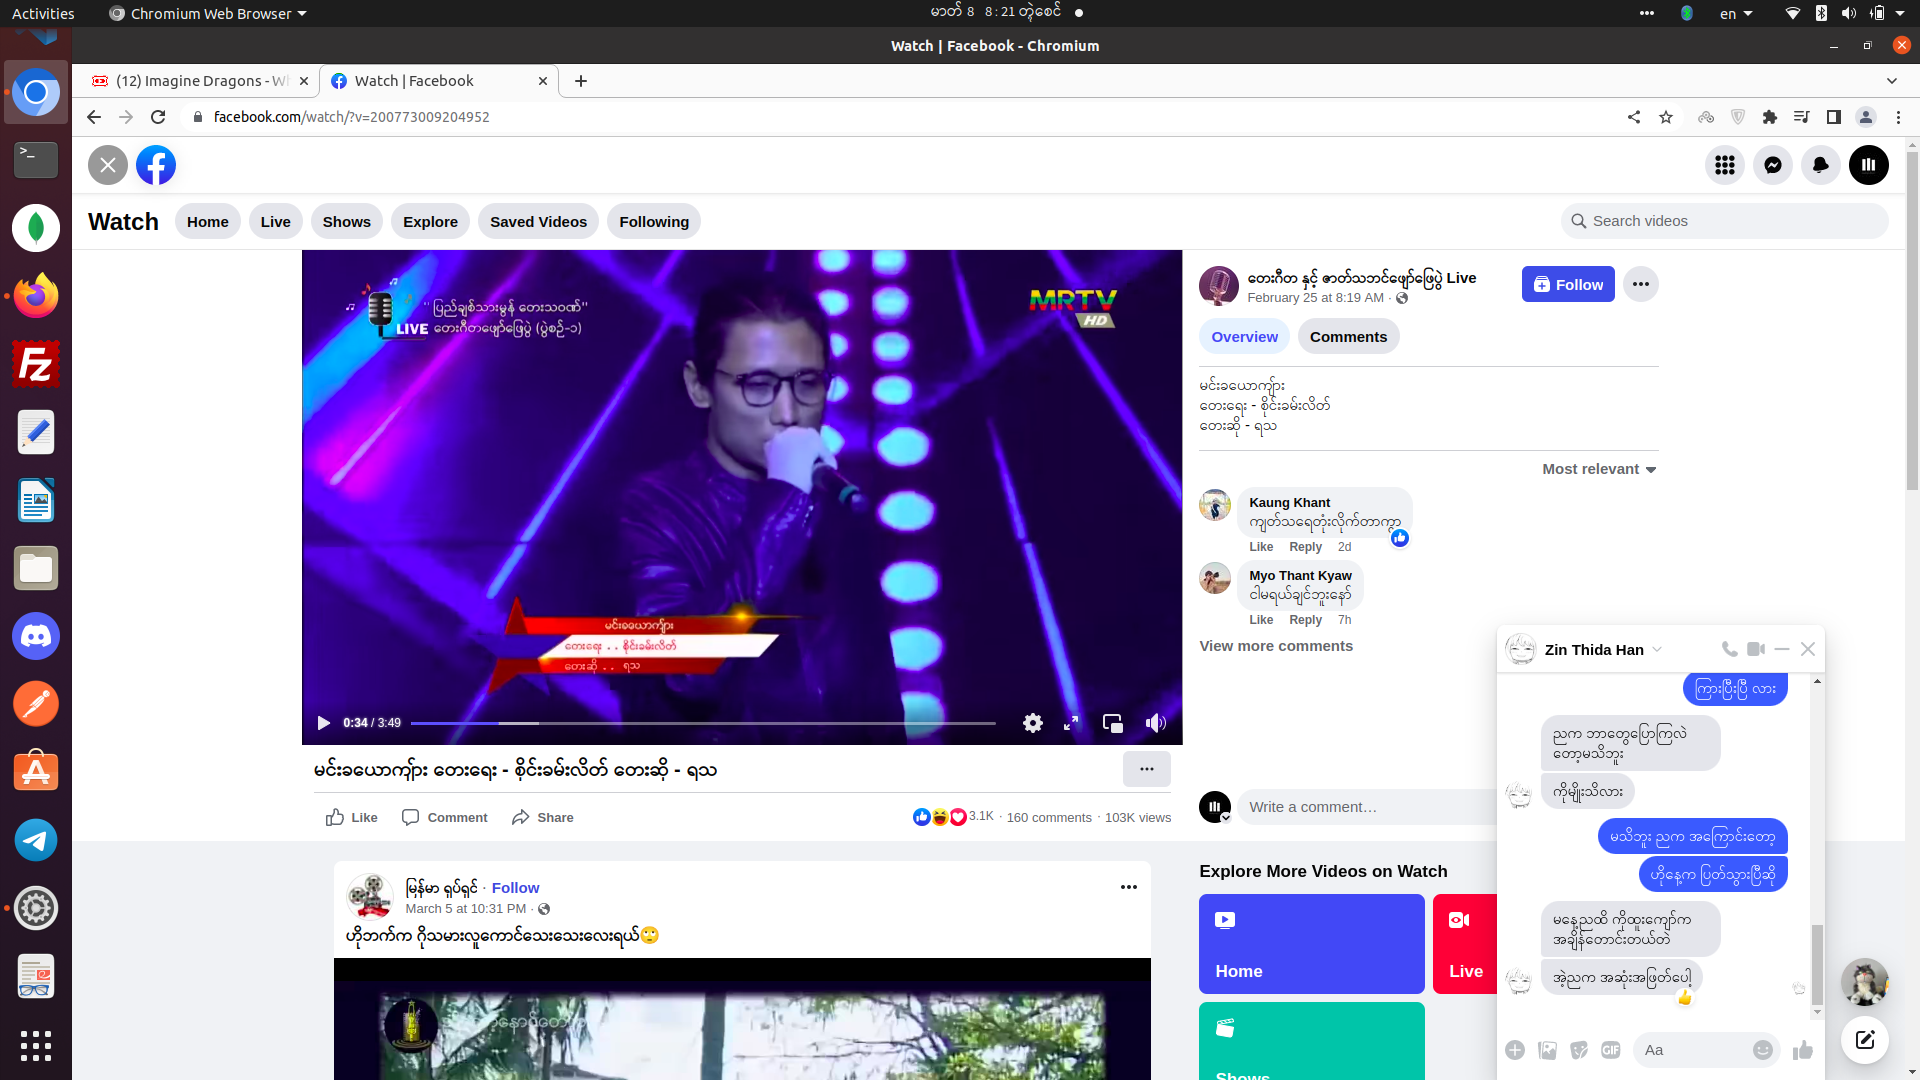 Activities
Chromium Web Browser
မာတ် 8  8:21 တွဲစေင်
en
Watch | Facebook - Chromium
(12) Imagine Dragons - Wh
Watch | Facebook
facebook.com/watch/?v=200773009204952
Watch
Home
Live
Shows
Explore
Saved Videos
Following
Search videos
"ပြည်ချစ်သားမွန် တေးသဝဏ်"
LIVE တေးဂီတဖျော်ဖြေပွဲ (ပွဲစဉ်-၁)
MRTV
HD
မင်းခယောကျ်ား
တေးရေး . . စိုင်းခမ်းလိတ်
တေးဆို . . ရသ
0:34 / 3:49
မင်းခယောကျ်ား တေးရေး - စိုင်းခမ်းလိတ် တေးဆို - ရသ
Like
Comment
Share
3.1K · 160 comments · 103K views
မြန်မာ ရုပ်ရှင် · Follow
March 5 at 10:31 PM ·
ဟိုဘက်က ဂိုသမားလူကောင်သေးသေးလေးရယ်🙄
တေးဂီတ နှင့် ဇာတ်သဘင်ဖျော်ဖြေပွဲ Live
February 25 at 8:19 AM ·
Follow
Overview
Comments
မင်းခယောကျ်ား
တေးရေး - စိုင်းခမ်းလိတ်
တေးဆို - ရသ
Most relevant
Kaung Khant
ကျတ်သရေတုံးလိုက်တာကွာ
Like Reply 2d
Myo Thant Kyaw
ငါမရယ်ချင်ဘူးနော်
Like Reply 7h
View more comments
Write a comment…
Explore More Videos on Watch
Home
Live
Shows
Zin Thida Han
ကြားပြီးပြီ လား
ညက ဘာတွေပြောကြလဲ
တော့မသိဘူး
ကိုမျိုးသိလား
မသိဘူး ညက အကြောင်းတော့
ဟိုနေ့က ပြတ်သွားပြီဆို
မနေ့ညထိ ကိုထူးကျော်က
အချိန်တောင်းတယ်တဲ
အဲ့ညက အဆုံးအဖြတ်ပေါ့
GIF
Aa